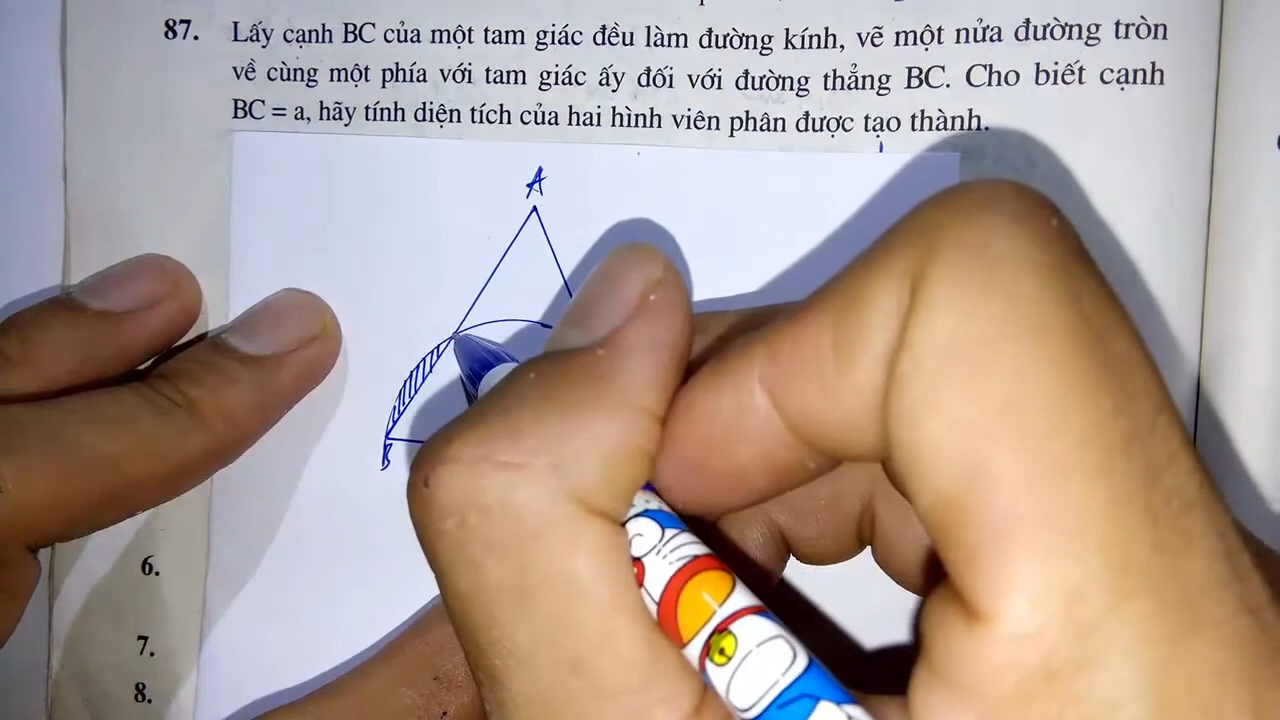 87. Lấy cạnh BC của một tam giác đều làm đường kính, vẽ một nửa đường tròn
về cùng một phía với tam giác ấy đối với đường thẳng BC. Cho biết cạnh
BC = a, hãy tính diện tích của hai hình viên phân được tạo thành.
A
B
6.
7.
8.